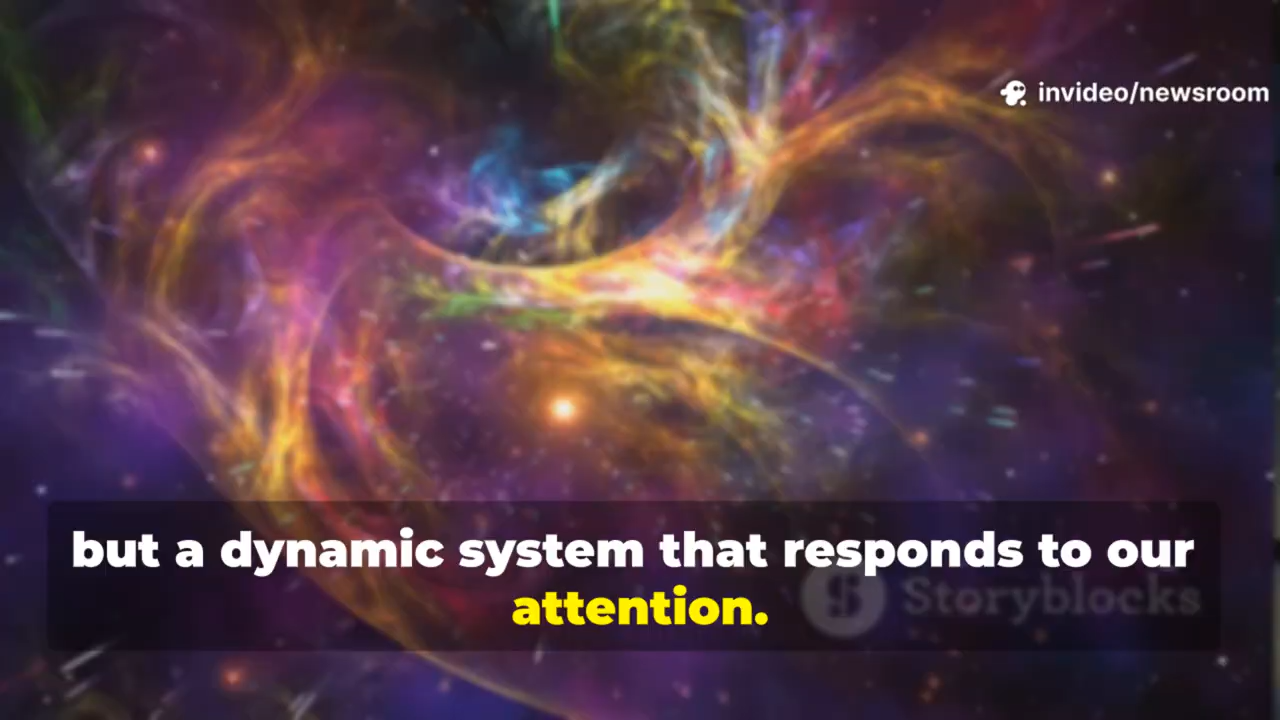 invideo/newsroom
but a dynamic system that responds to our
attention.
Storyblocks